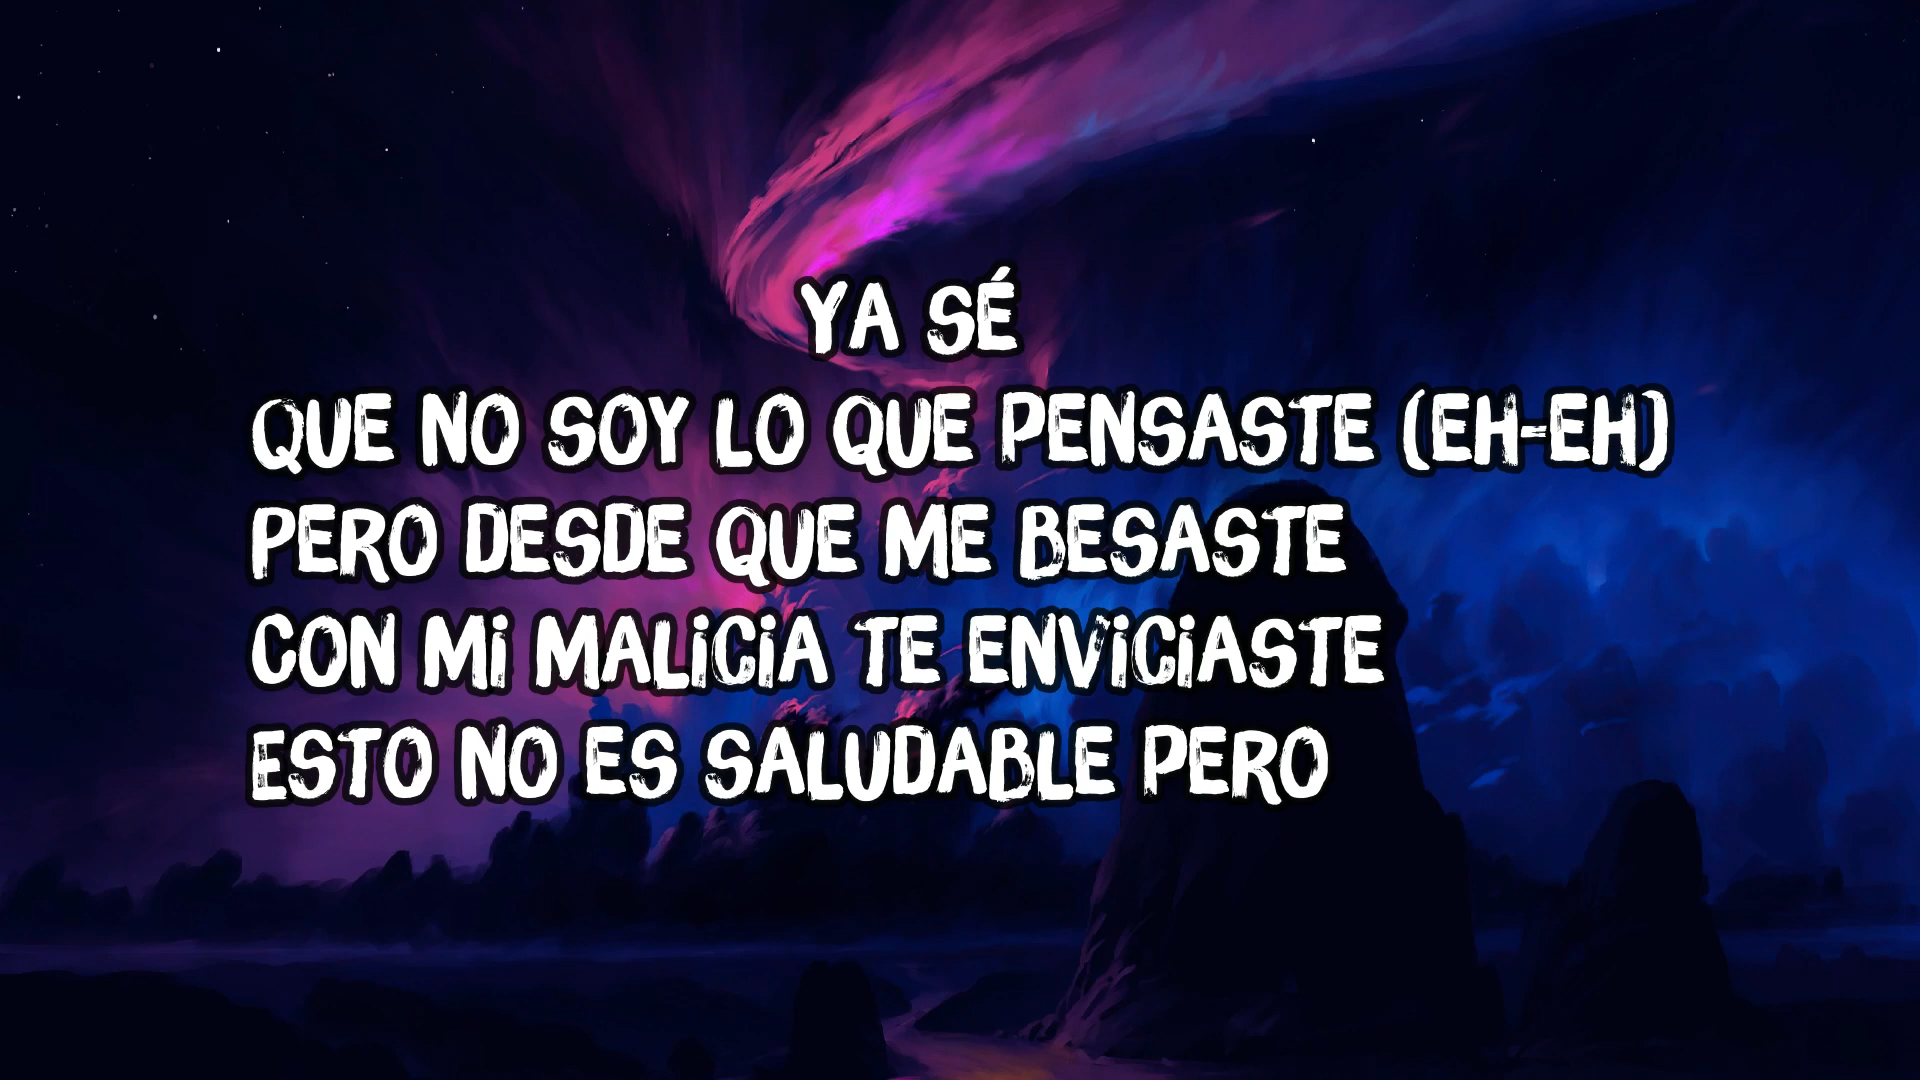 YA SÉ
QUE NO SOY LO QUE PENSASTE (EH-EH)
PERO DESDE QUE ME BESASTE
CON Mi MALiCiA TE ENViCiASTE
ESTO NO ES SALUDABLE PERO